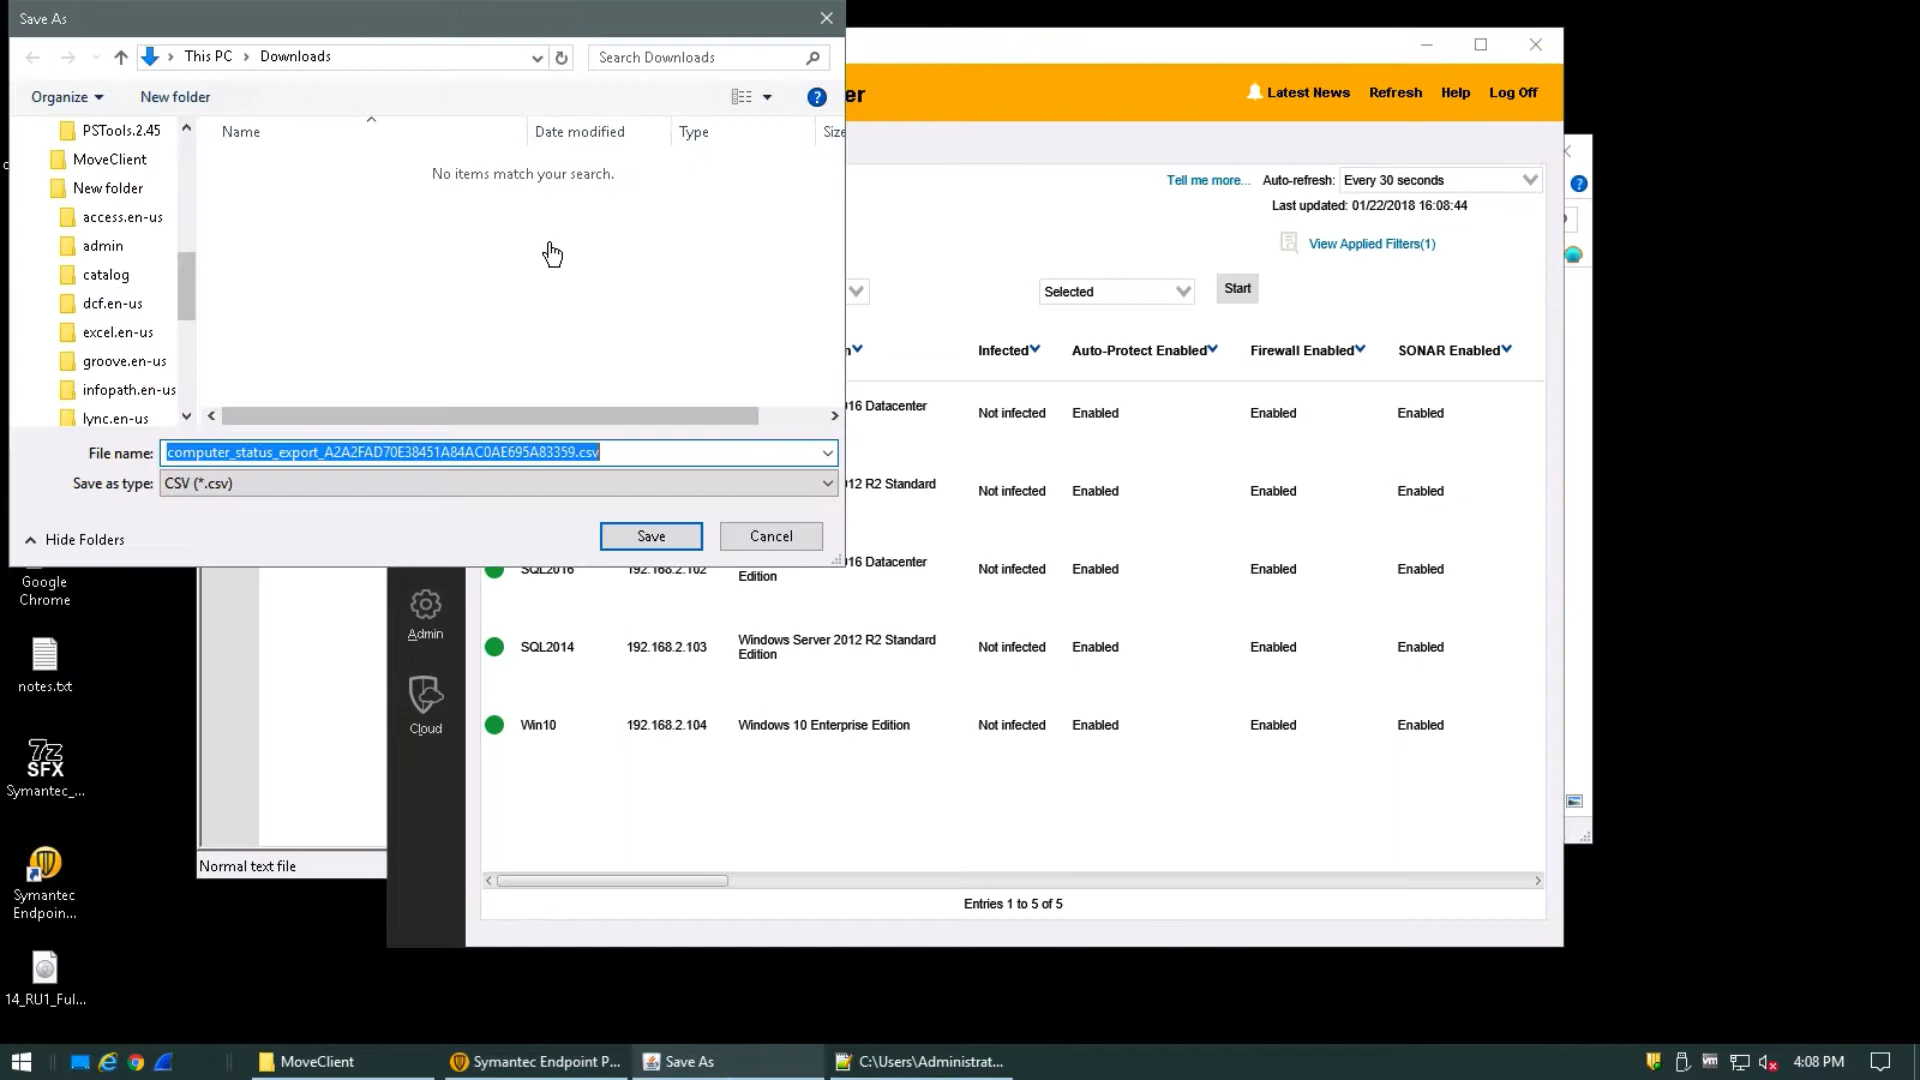 Save As
This PC
Downloads
Search Downloads
Organize
New folder
PSTools.2.45
MoveClient
New folder
access.en-us
admin
catalog
dcf.en-us
excel.en-us
groove.en-us
infopath.en-us
lync.en-us
Name
Date modified
Type
Size
No items match your search.
File name: computer_status_export_A2A2FAD70E38451A84AC0AE695A83359.csv
Save as type: CSV (*.csv)
Hide Folders
Save
Cancel
er
Latest News
Refresh
Help
Log Off
Tell me more...
Auto-refresh: Every 30 seconds
Last updated: 01/22/2018 16:08:44
View Applied Filters(1)
Selected
Start
n Infected Auto-Protect Enabled Firewall Enabled SONAR Enabled
16 Datacenter
Not infected Enabled Enabled Enabled
12 R2 Standard
Not infected Enabled Enabled Enabled
16 Datacenter
SQL2016 192.168.2.102 Edition Not infected Enabled Enabled Enabled
SQL2014 192.168.2.103 Windows Server 2012 R2 Standard
Edition Not infected Enabled Enabled Enabled
Win10 192.168.2.104 Windows 10 Enterprise Edition Not infected Enabled Enabled Enabled
Entries 1 to 5 of 5
Admin
Cloud
Normal text file
Google
Chrome
notes.txt
7z
SFX
Symantec_...
Symantec
Endpoin...
14_RU1_Ful...
MoveClient
Symantec Endpoint P...
Save As
C:\Users\Administrat...
vm
4:08 PM